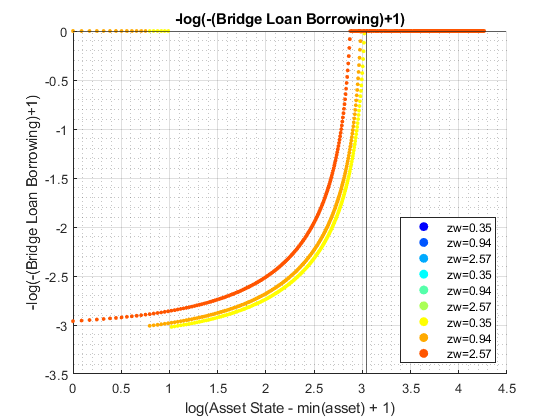 -log(-(Bridge Loan Borrowing)+1)
0
-0.5
-1
-1.5
-2
-2.5
-3
-3.5
-log(-(Bridge Loan Borrowing)+1)
zw=0.35
zw=0.94
zw=2.57
zw=0.35
zw=0.94
zw=2.57
zw=0.35
zw=0.94
zw=2.57
0 0.5 1 1.5 2 2.5 3 3.5 4 4.5
log(Asset State - min(asset) + 1)